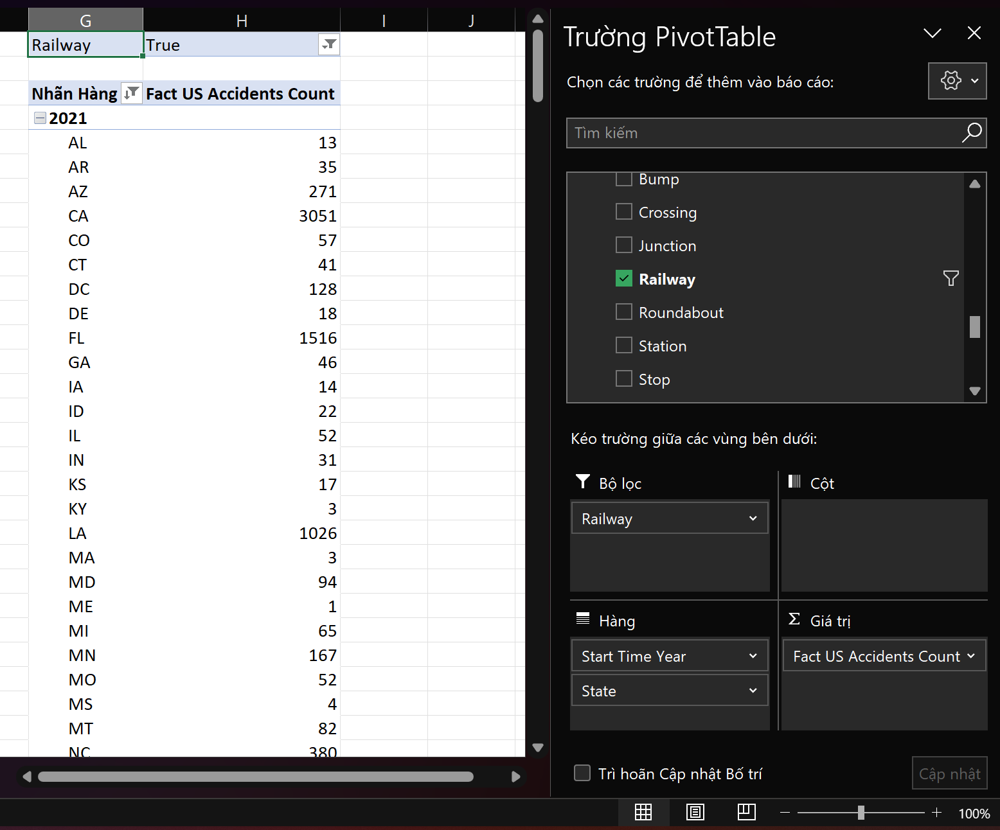 G H I J
Railway True
Nhãn Hàng Fact US Accidents Count
2021
AL 13
AR 35
AZ 271
CA 3051
CO 57
CT 41
DC 128
DE 18
FL 1516
GA 46
IA 14
ID 22
IL 52
IN 31
KS 17
KY 3
LA 1026
MA 3
MD 94
ME 1
MI 65
MN 167
MO 52
MS 4
MT 82
NC 380
Trường PivotTable
Chọn các trường để thêm vào báo cáo:
Tìm kiếm
Bump
Crossing
Junction
Railway
Roundabout
Station
Stop
Kéo trường giữa các vùng bên dưới:
Bộ lọc
Railway
Cột
Hàng
Start Time Year
State
Σ Giá trị
Fact US Accidents Count
Trì hoãn Cập nhật Bố trí
Cập nhật
100%